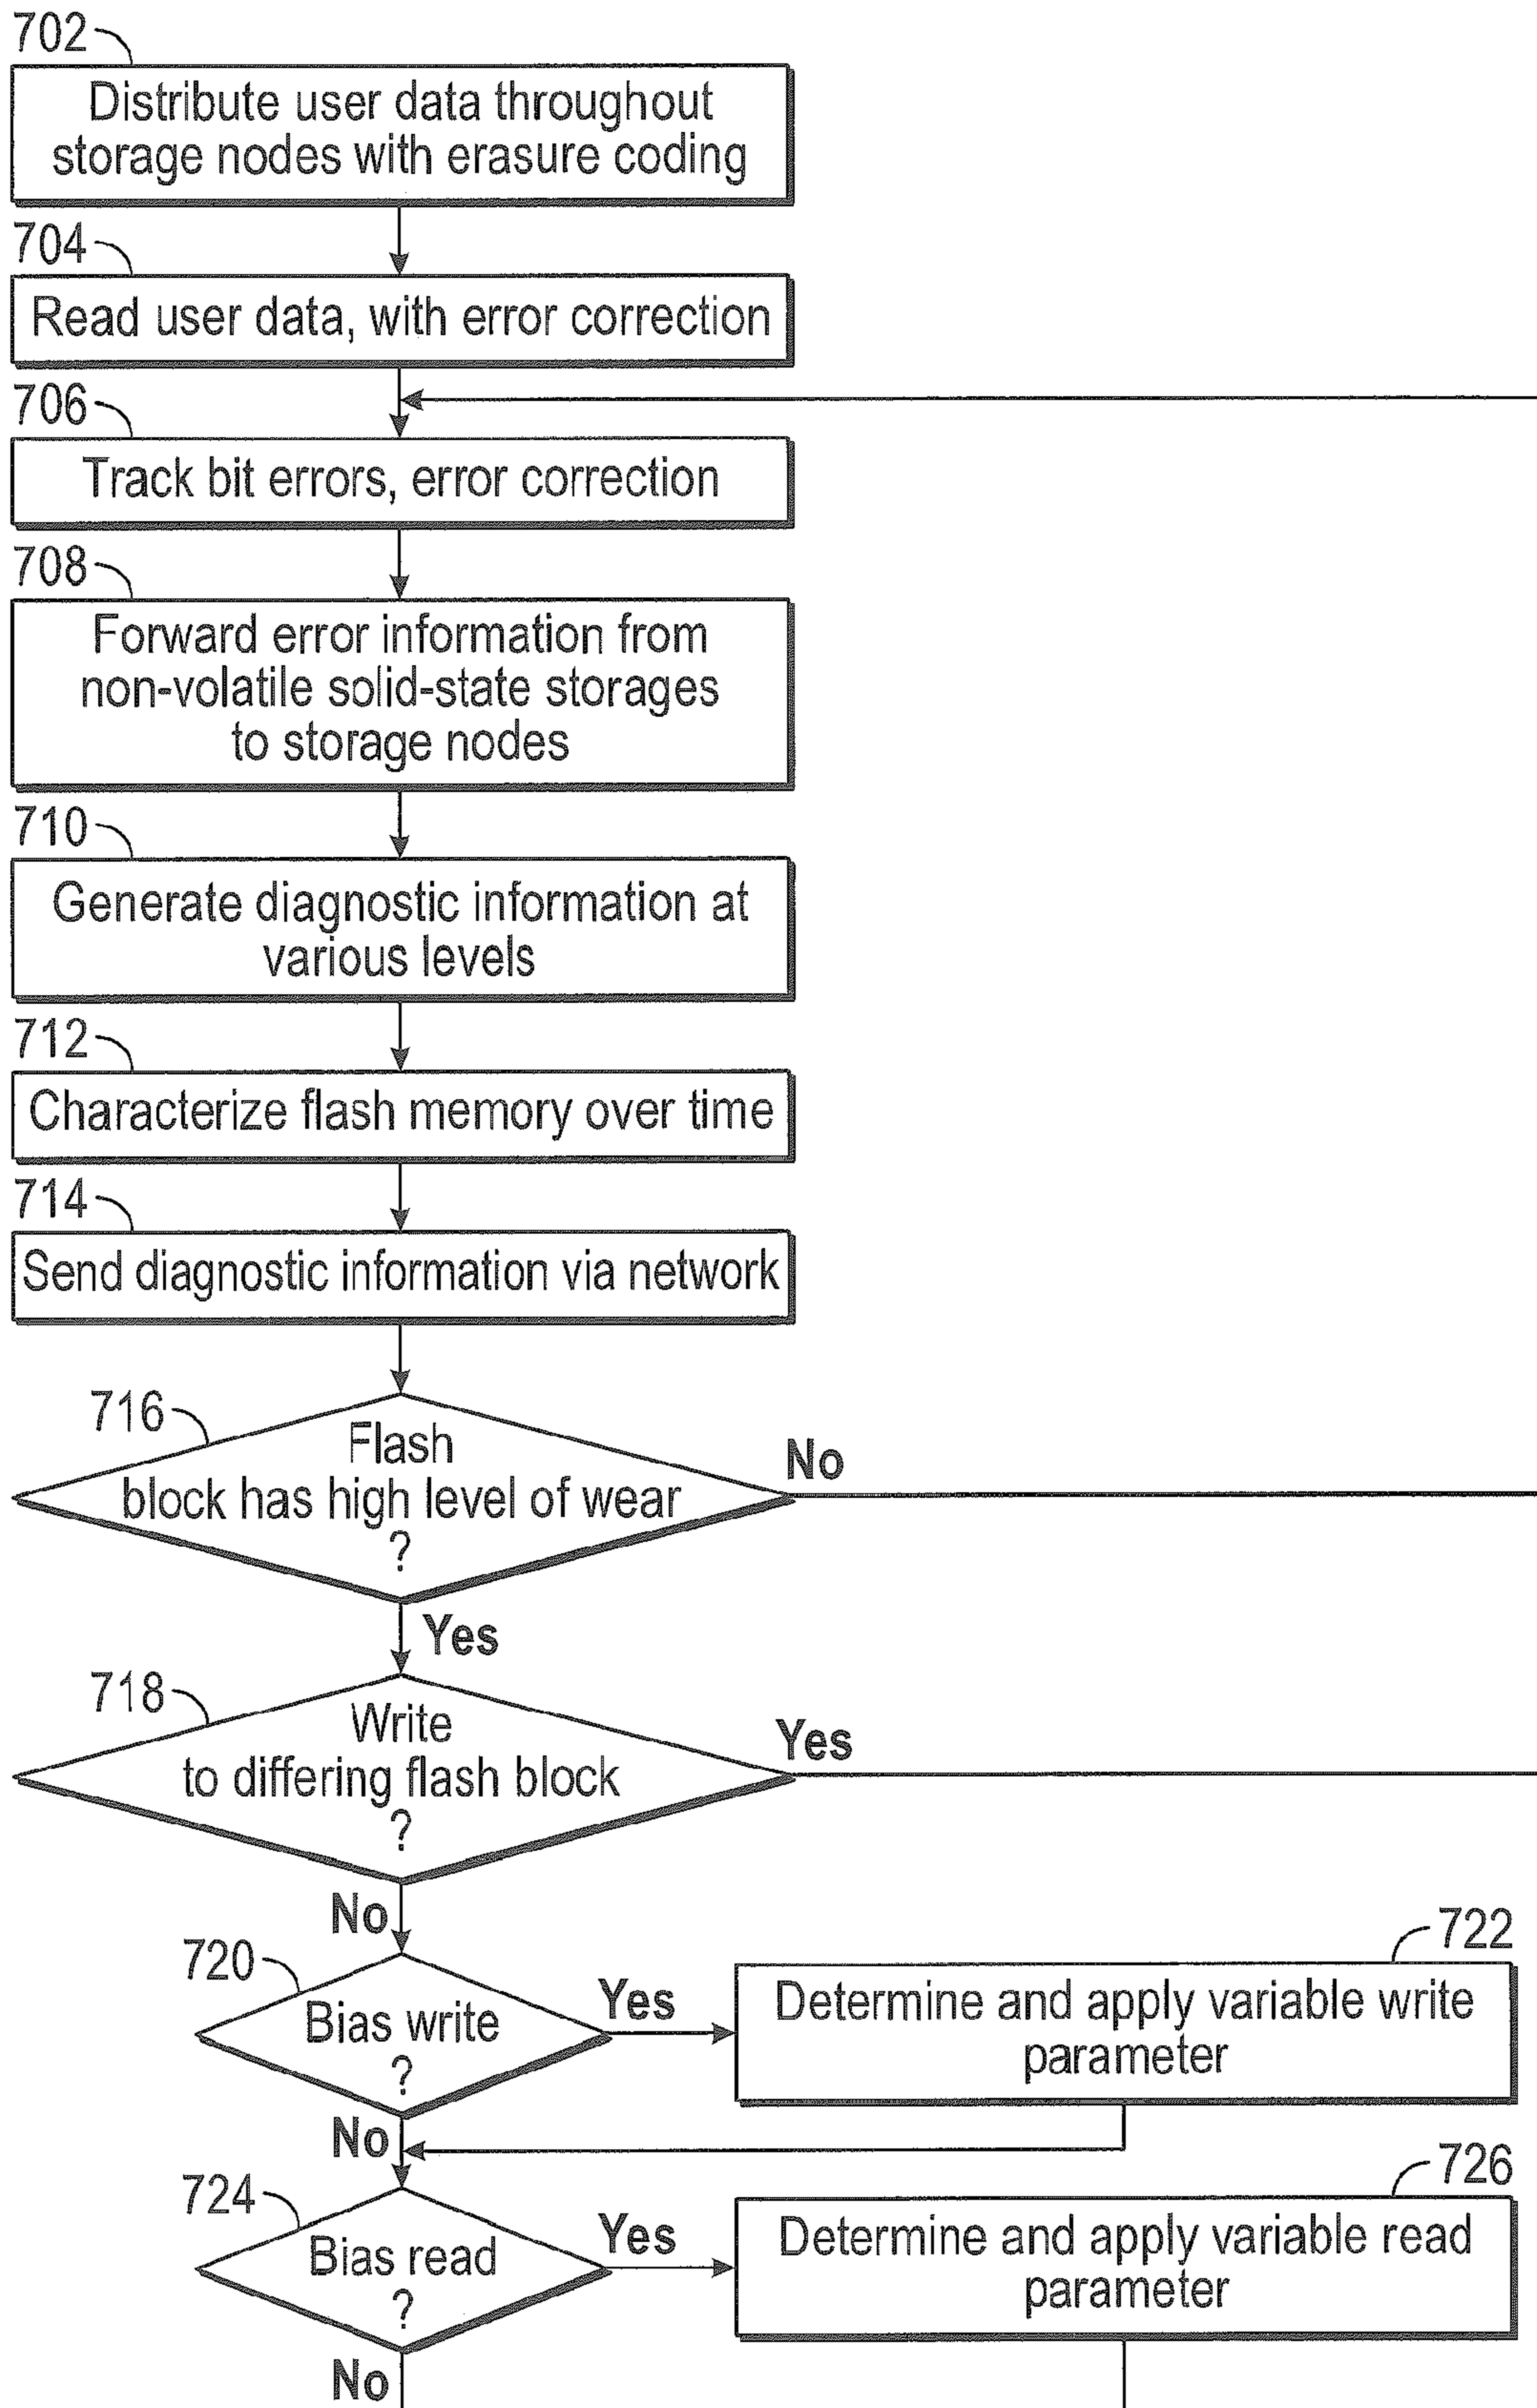 702
Distribute user data throughout
storage nodes with erasure coding
704
Read user data, with error correction
706
Track bit errors, error correction
708
Forward error information from
non-volatile solid-state storages
to storage nodes
710
Generate diagnostic information at
various levels
712
Characterize flash memory over time
714
Send diagnostic information via network
716
Flash
block has high level of wear
?
No
Yes
718
Write
to differing flash block
?
Yes
No
720
Bias write
?
Yes
722
Determine and apply variable write
parameter
No
724
Bias read
?
Yes
726
Determine and apply variable read
parameter
No